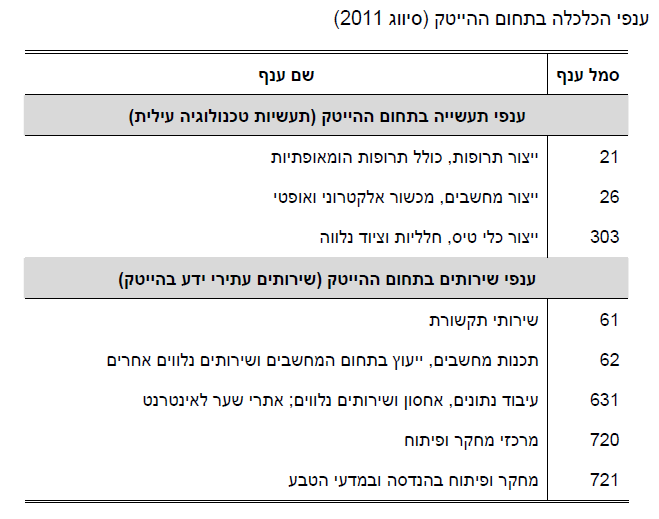 ענפי הכלכלה בתחום ההייטק (סיווג 2011)
סמל ענף שם ענף
ענפי תעשייה בתחום ההייטק (תעשיות טכנולוגיה עילית)
21 ייצור תרופות, כולל תרופות הומאופתיות
26 ייצור מחשבים, מכשור אלקטרוני ואופטי
303 ייצור כלי טיס, חלליות וציוד נלווה
ענפי שירותים בתחום ההייטק (שירותים עתירי ידע בהייטק)
61 שירותי תקשורת
62 תכנות מחשבים, ייעוץ בתחום המחשבים ושירותים נלווים אחרים
631 עיבוד נתונים, אחסון ושירותים נלווים; אתרי שער לאינטרנט
720 מרכזי מחקר ופיתוח
721 מחקר ופיתוח בהנדסה ובמדעי הטבע